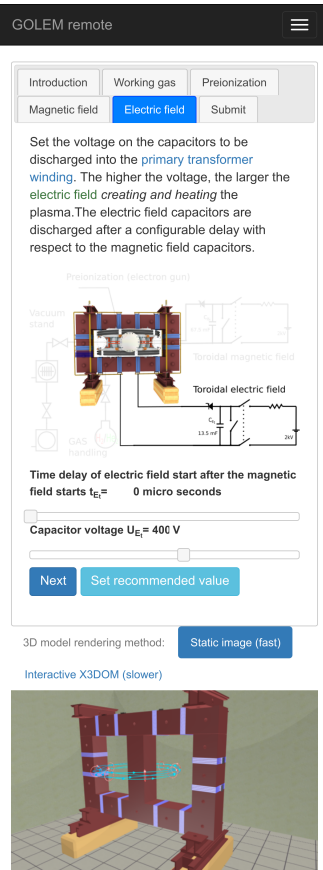 GOLEM remote
Introduction
Working gas
Preionization
Magnetic field
Electric field
Submit
Set the voltage on the capacitors to be
discharged into the primary transformer
winding. The higher the voltage, the larger the
electric field creating and heating the
plasma.The electric field capacitors are
discharged after a configurable delay with
respect to the magnetic field capacitors.
Preionization (electron gun)
Vacuum
stand
Toroidal magnetic field
Toroidal electric field
13.5 mF
2kV
GAS
handling
Time delay of electric field start after the magnetic
field starts tEt= 0 micro seconds
Capacitor voltage UEt= 400 V
Next
Set recommended value
3D model rendering method:
Static image (fast)
Interactive X3DOM (slower)